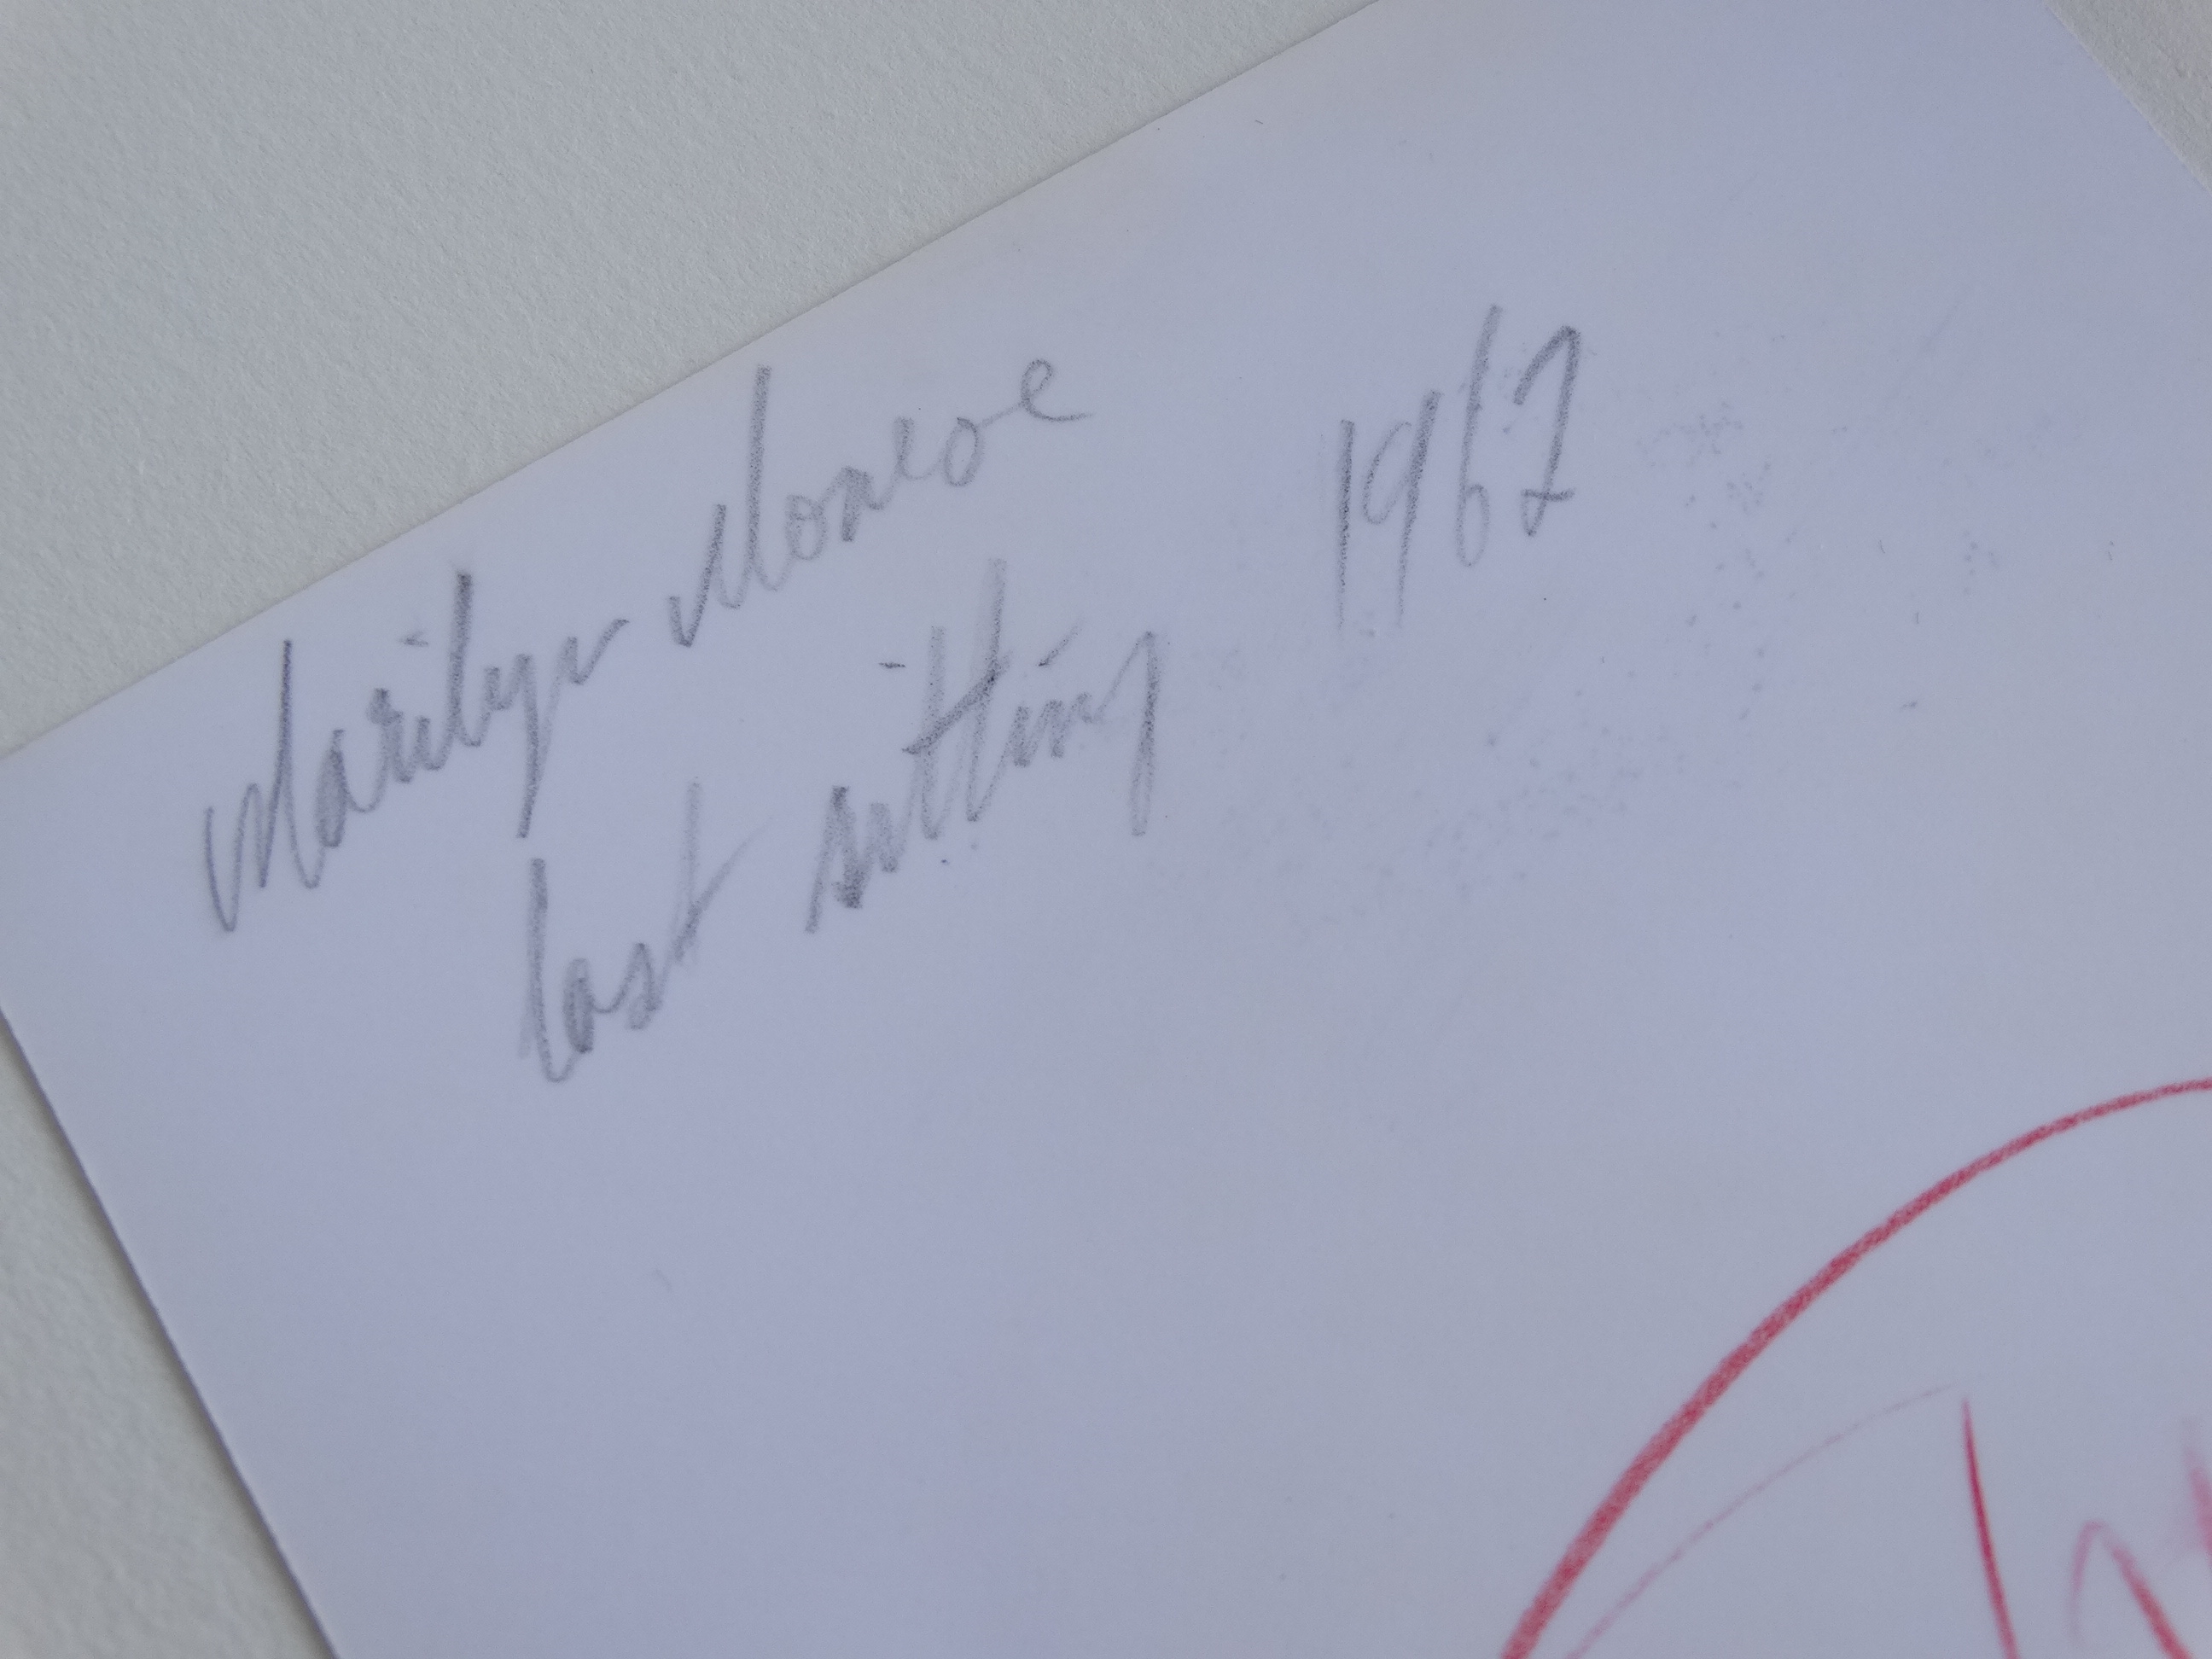 Marilyn Monroe
last sitting 1962